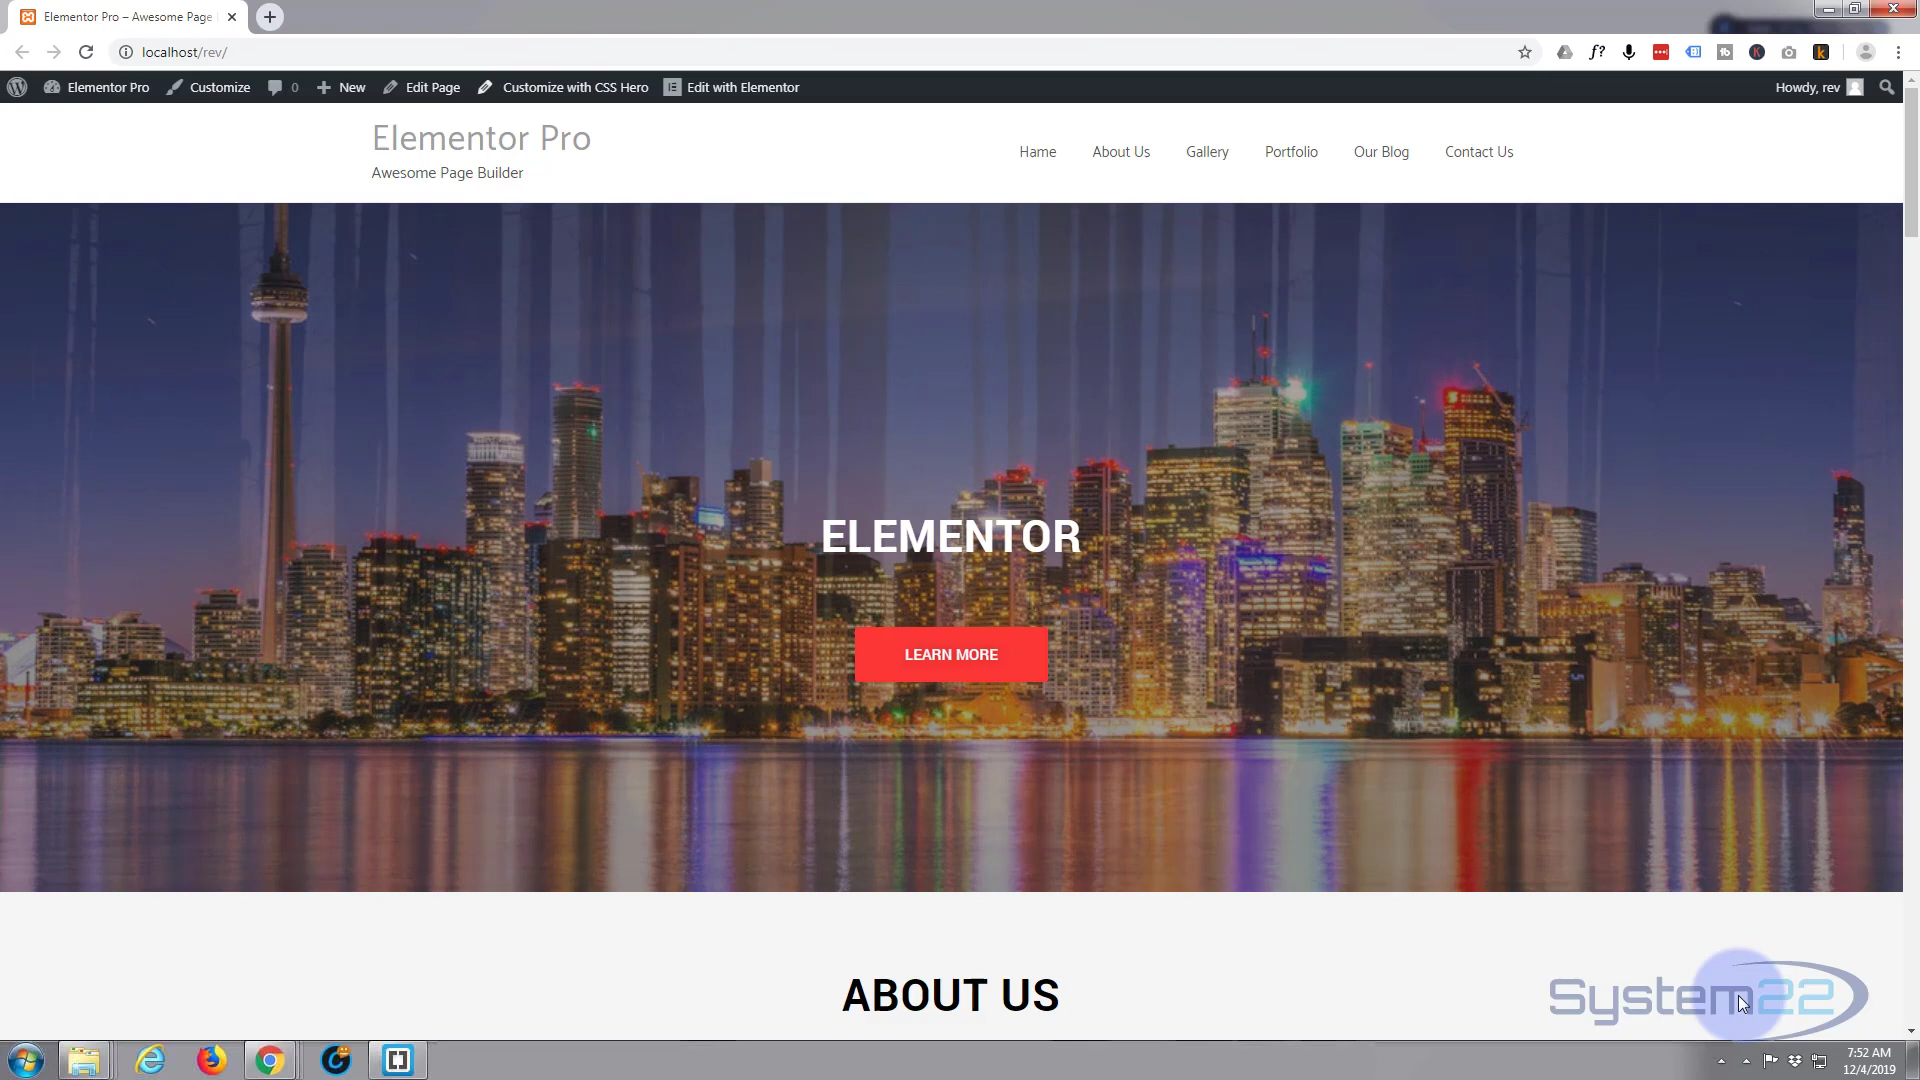 Elementor Pro – Awesome Page
localhost/rev/
Elementor Pro
Customize
0
New
Edit Page
Customize with CSS Hero
Edit with Elementor
Howdy, rev
Elementor Pro
Awesome Page Builder
Home
About Us
Gallery
Portfolio
Our Blog
Contact Us
ELEMENTOR
LEARN MORE
ABOUT US
System22
7:52 AM
12/4/2019